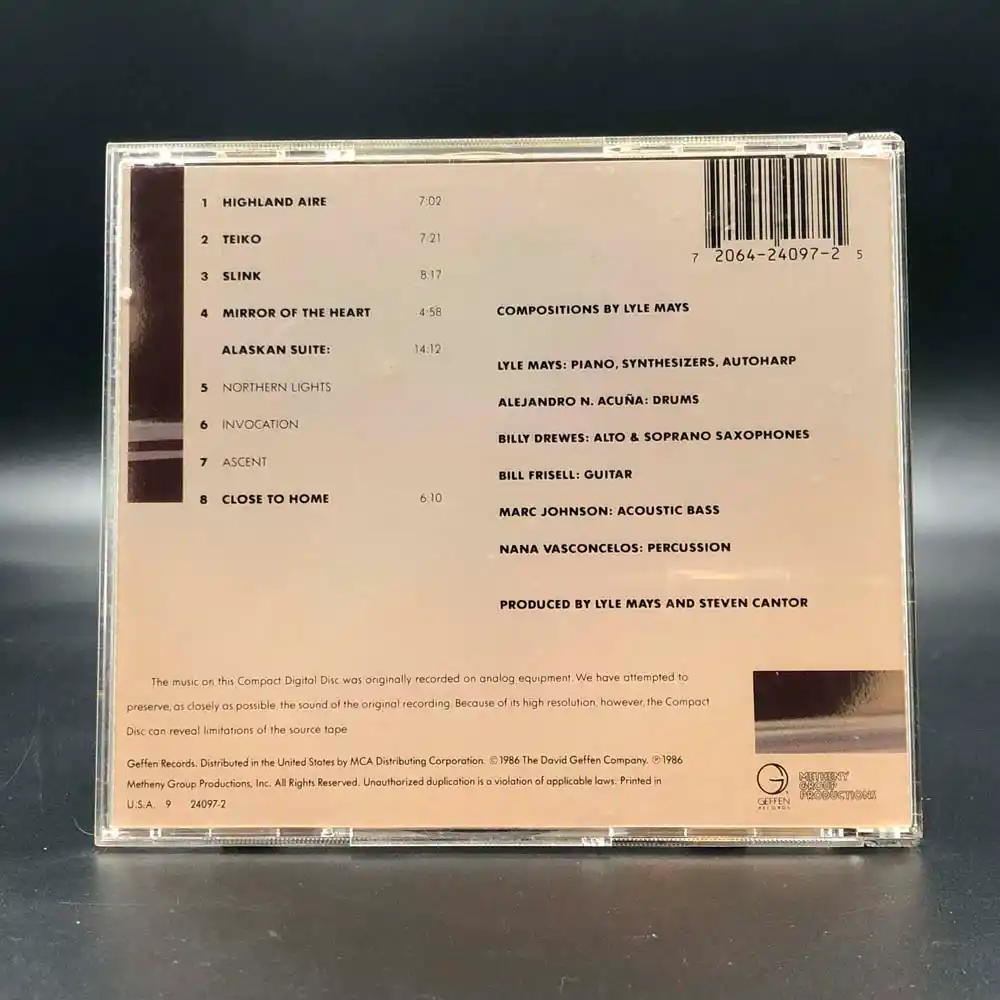 1 HIGHLAND AIRE 7:02
2 TEIKO 7:21
3 SLINK 8:17
4 MIRROR OF THE HEART 4:58
ALASKAN SUITE: 14:12
5 NORTHERN LIGHTS
6 INVOCATION
7 ASCENT
8 CLOSE TO HOME 6:10
7 2064-24097-2 5
COMPOSITIONS BY LYLE MAYS
LYLE MAYS: PIANO, SYNTHESIZERS, AUTOHARP
ALEJANDRO N. ACUÑA: DRUMS
BILLY DREWES: ALTO & SOPRANO SAXOPHONES
BILL FRISELL: GUITAR
MARC JOHNSON: ACOUSTIC BASS
NANA VASCONCELOS: PERCUSSION
PRODUCED BY LYLE MAYS AND STEVEN CANTOR
The music on this Compact Digital Disc was originally recorded on analog equipment. We have attempted to
preserve, as closely as possible, the sound of the original recording. Because of its high resolution, however, the Compact
Disc can reveal limitations of the source tape
Geffen Records. Distributed in the United States by MCA Distributing Corporation. ©1986 The David Geffen Company. ℗1986
Metheny Group Productions, Inc. All Rights Reserved. Unauthorized duplication is a violation of applicable laws. Printed in
U.S.A. 9 24097-2
GEFFEN
RECORDS
METHENY
GROUP
PRODUCTIONS